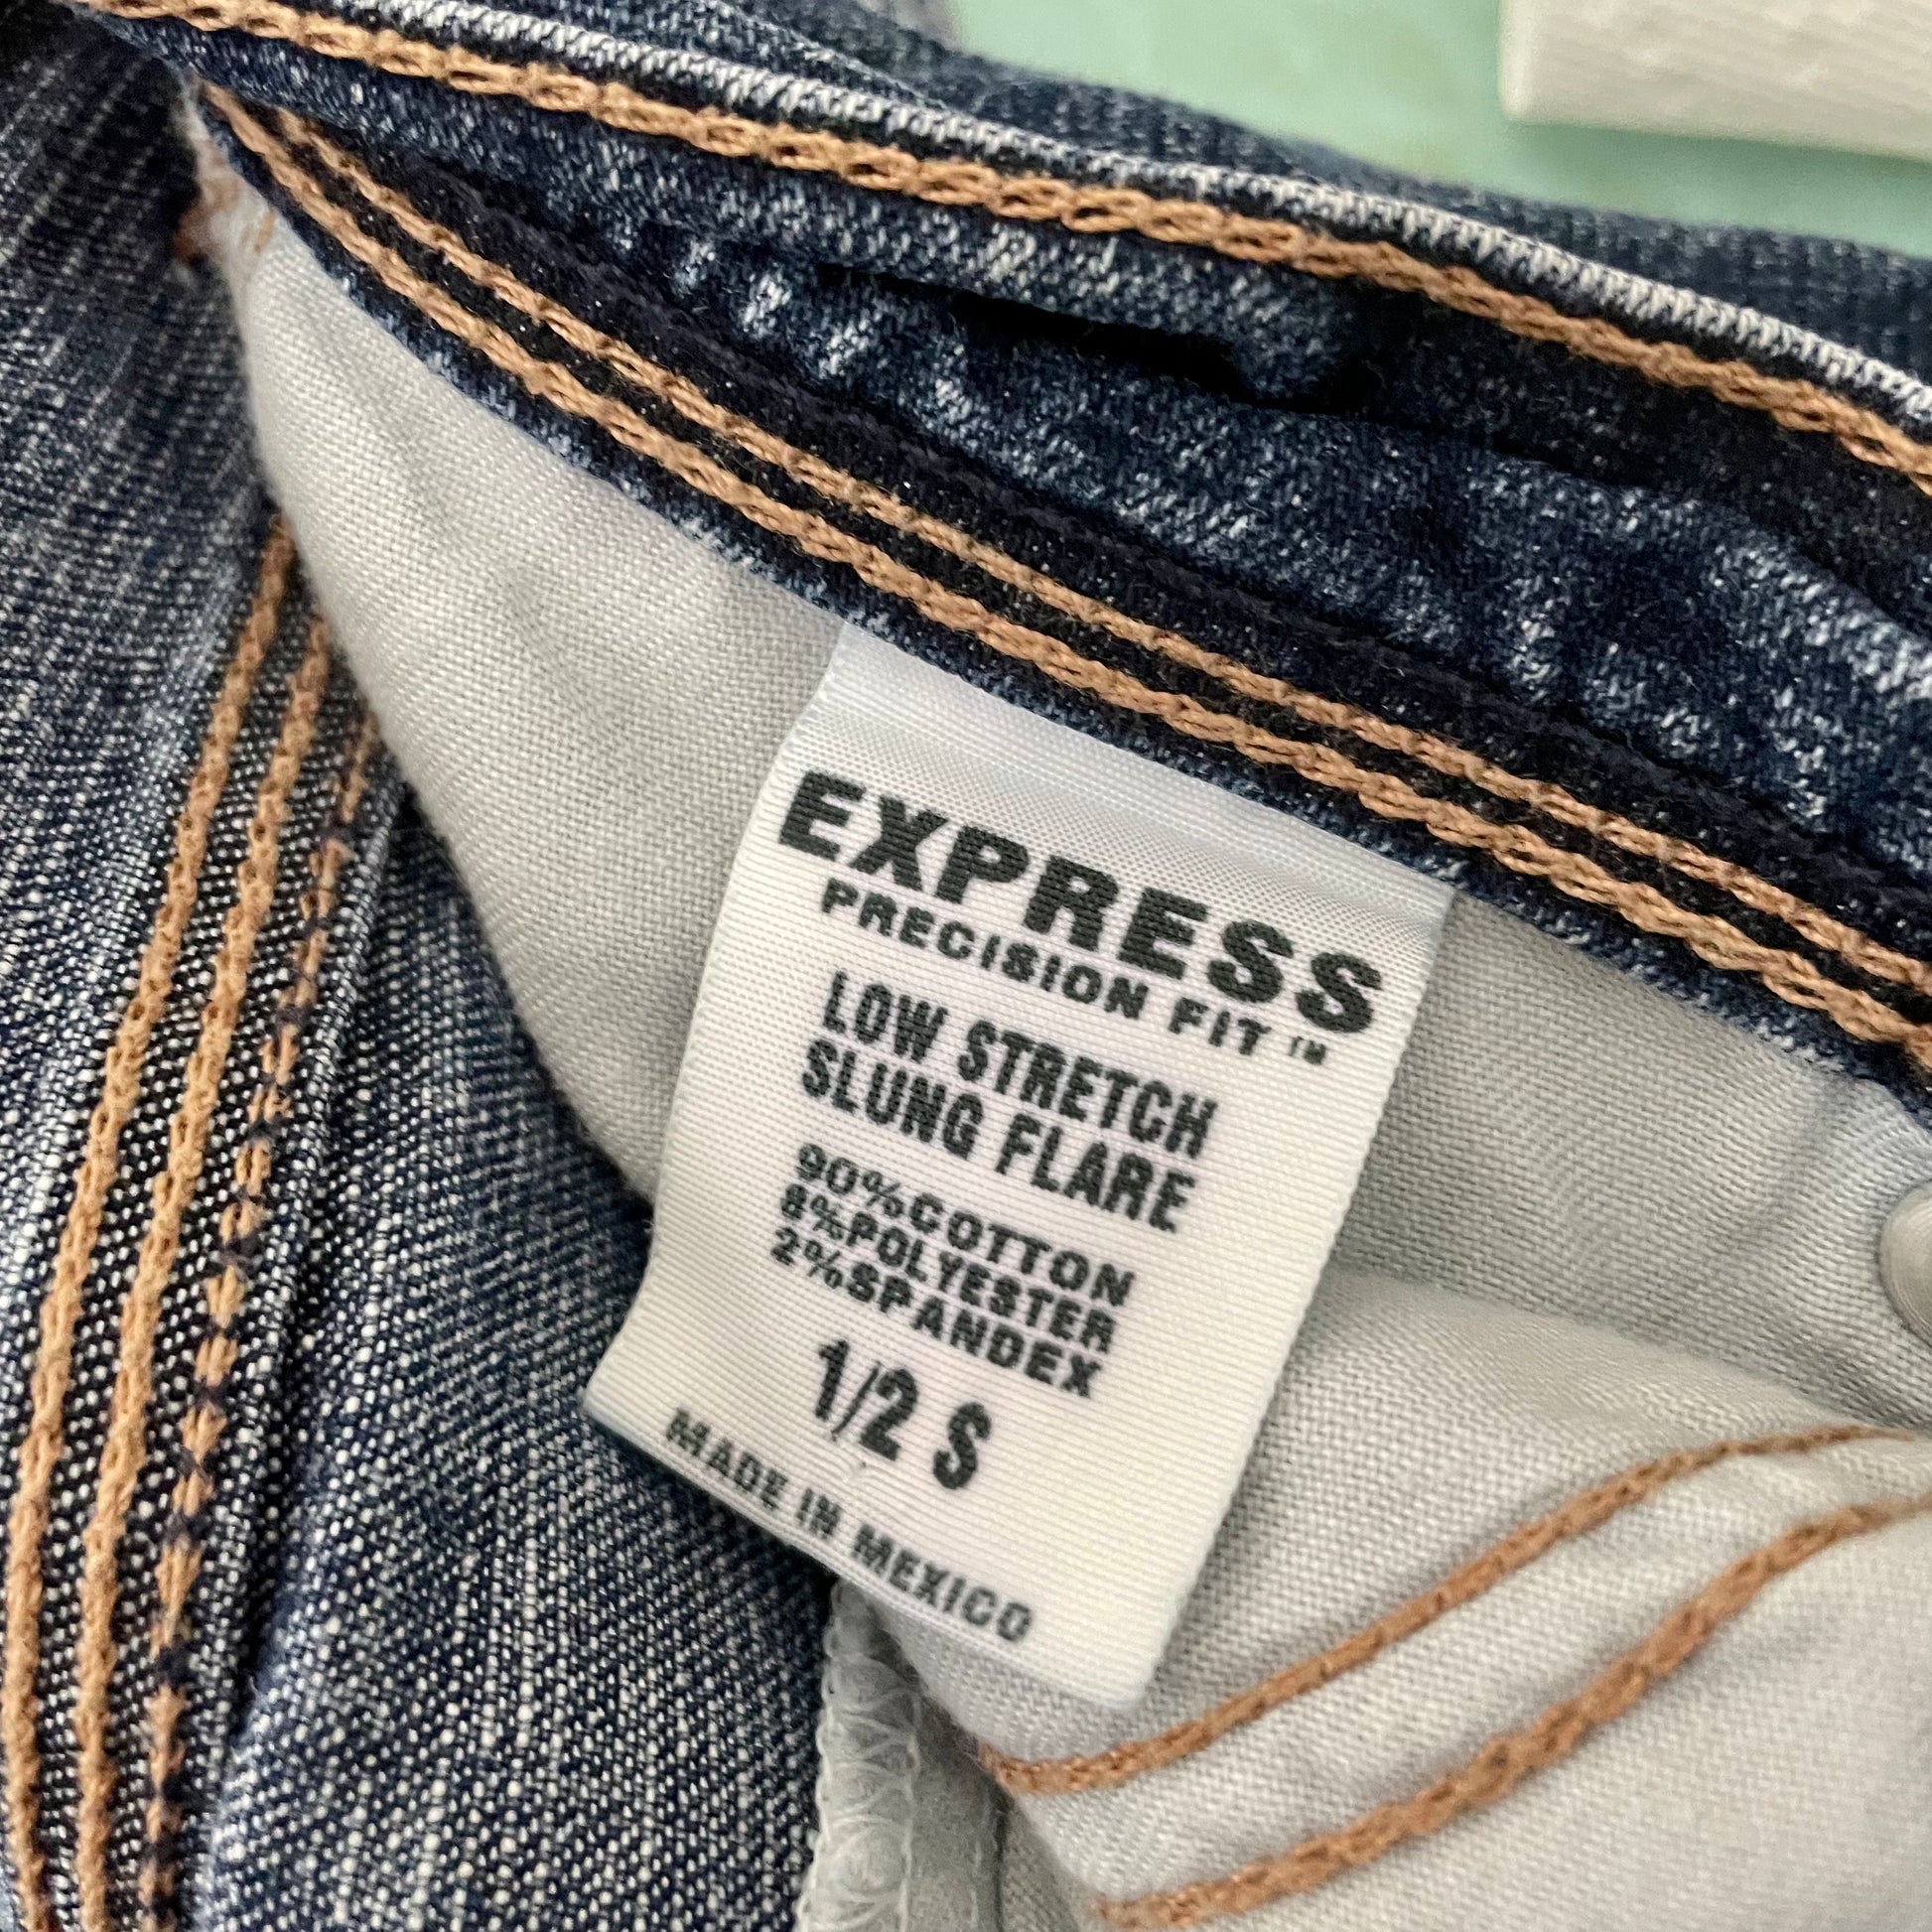 EXPRESS
PRECISION FIT™
LOW STRETCH
SLUNG FLARE
90%COTTON
8%POLYESTER
2%SPANDEX
1/2 S
MADE IN MEXICO